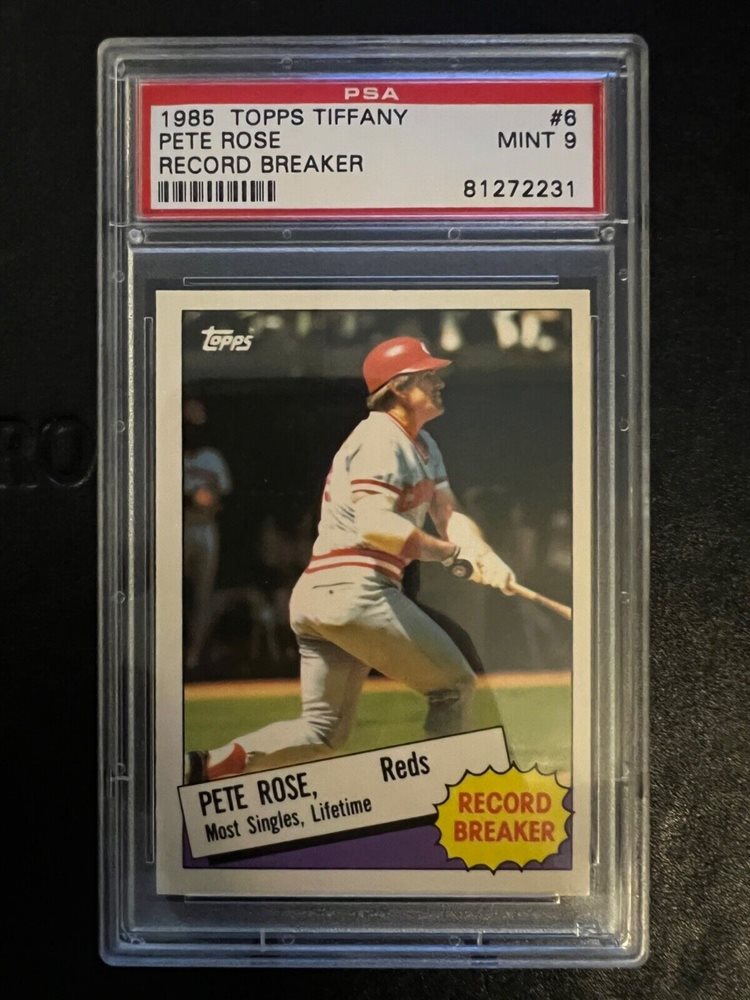 PSA
1985 TOPPS TIFFANY #6
PETE ROSE MINT 9
RECORD BREAKER
81272231
topps
PETE ROSE, Reds
Most Singles, Lifetime
RECORD
BREAKER